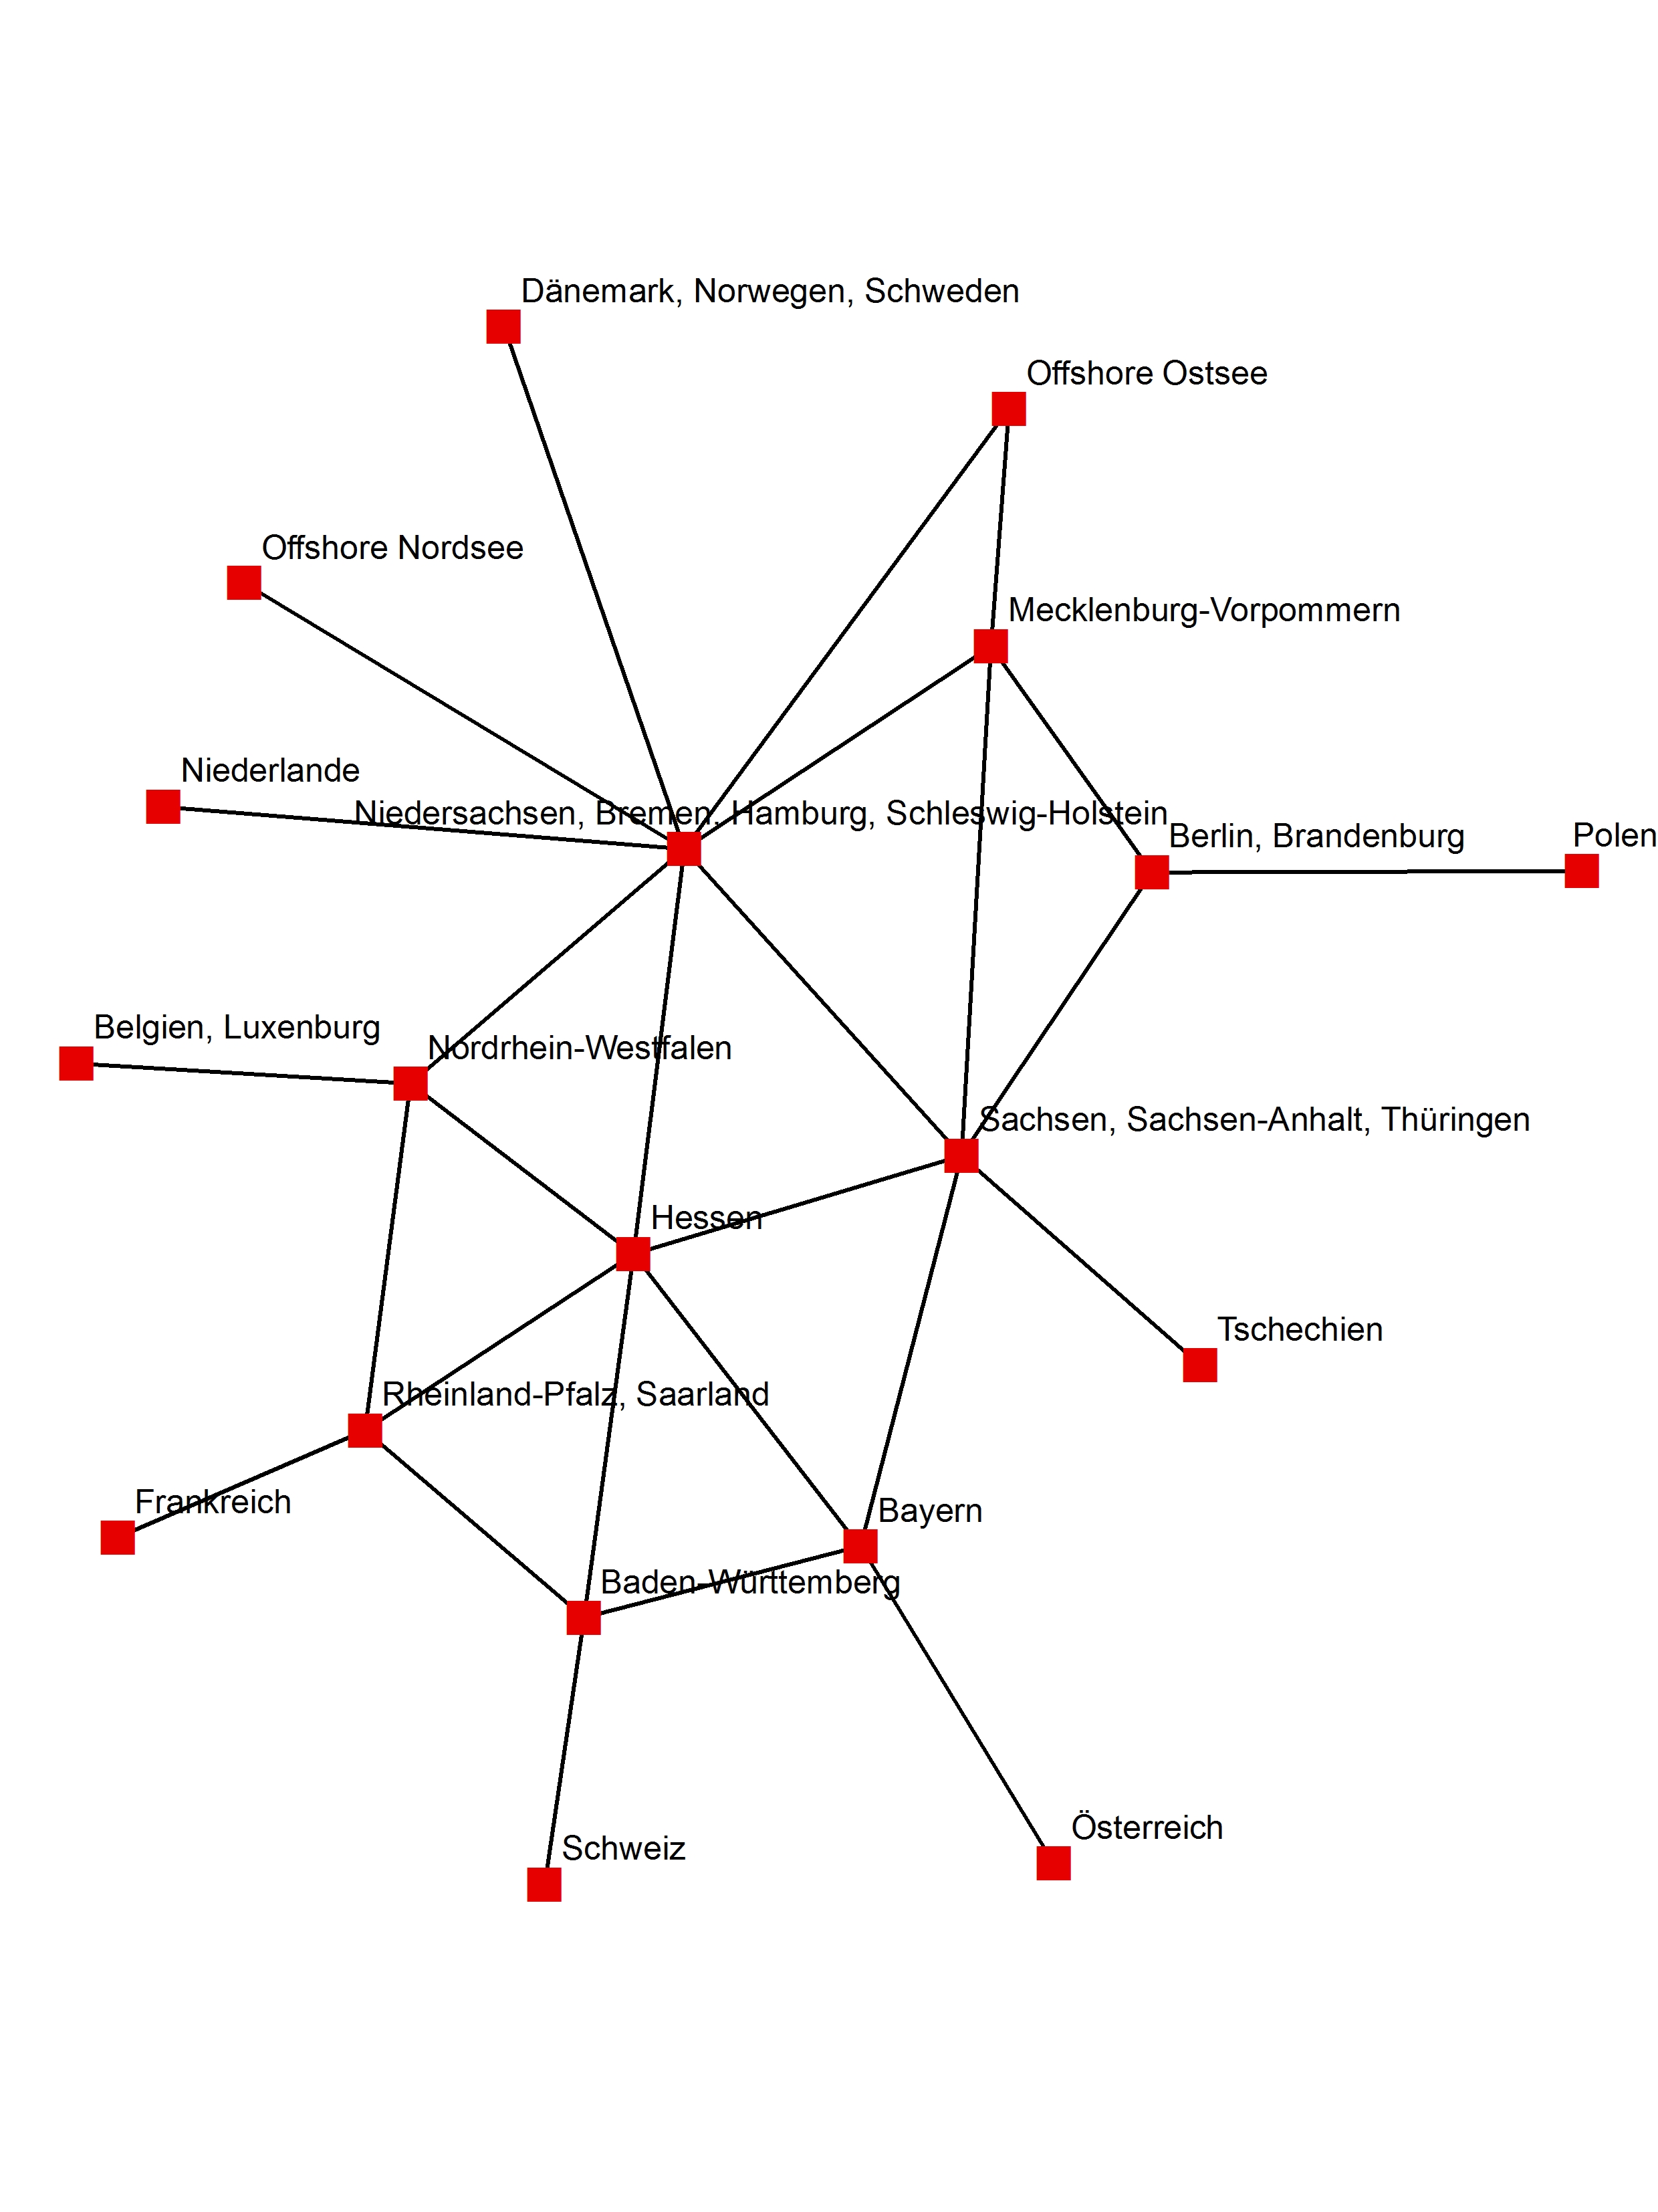 Dänemark, Norwegen, Schweden
Offshore Ostsee
Offshore Nordsee
Mecklenburg-Vorpommern
Niederlande
Niedersachsen, Bremen, Hamburg, Schleswig-Holstein
Berlin, Brandenburg
Polen
Belgien, Luxenburg
Nordrhein-Westfalen
Sachsen, Sachsen-Anhalt, Thüringen
Hessen
Tschechien
Rheinland-Pfalz, Saarland
Frankreich
Bayern
Baden-Württemberg
Österreich
Schweiz